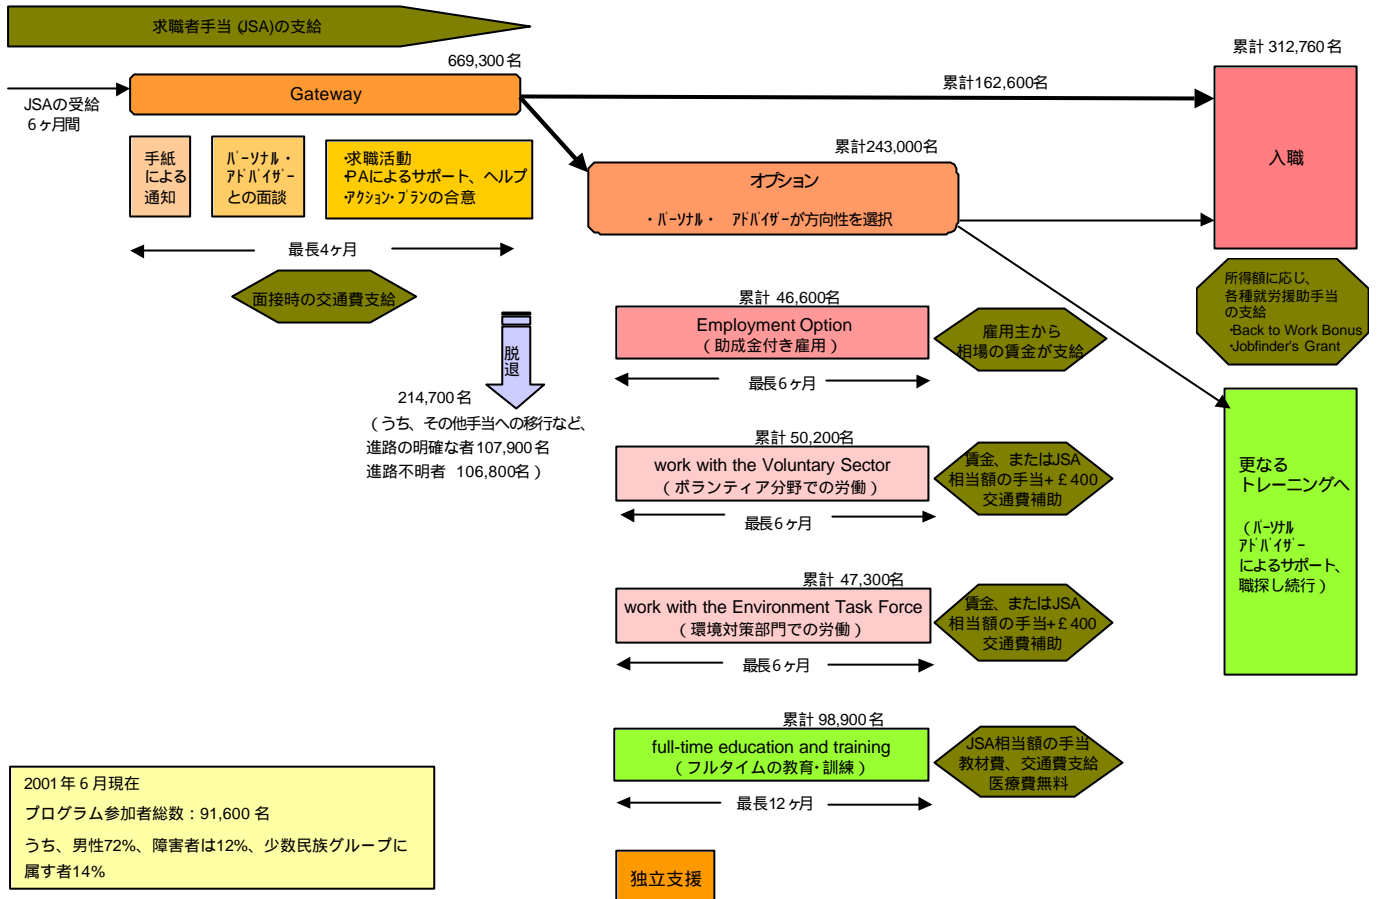 求職者手当 (JSA)の支給
669,300名
累計 312,760名
JSAの受給
6ヶ月間
Gateway
累計162,600名
入職
手紙
による
通知
パーソナル・
アドバイザー
との面談
・求職活動
・PAによるサポート、ヘルプ
・アクション・プランの合意
累計243,000名
オプション
・パーソナル・ アドバイザーが方向性を選択
最長4ヶ月
面接時の交通費支給
所得額に応じ、
各種就労援助手当
の支給
・Back to Work Bonus
・Jobfinder's Grant
脱
退
214,700名
（うち、その他手当への移行など、
進路の明確な者107,900名
進路不明者 106,800名）
累計 46,600名
Employment Option
（助成金付き雇用）
雇用主から
相場の賃金が支給
最長6ヶ月
累計 50,200名
work with the Voluntary Sector
（ボランティア分野での労働）
賃金、またはJSA
相当額の手当+£400
交通費補助
最長6ヶ月
更なる
トレーニングへ
（パーソナル
アドバイザー
によるサポート、
職探し続行）
累計 47,300名
work with the Environment Task Force
（環境対策部門での労働）
賃金、またはJSA
相当額の手当+£400
交通費補助
最長6ヶ月
累計 98,900名
full-time education and training
（フルタイムの教育・訓練）
JSA相当額の手当
教材費、交通費支給
医療費無料
最長12ヶ月
2001年6月現在
プログラム参加者総数：91,600名
うち、男性72%、障害者は12%、少数民族グループに
属す者14%
独立支援